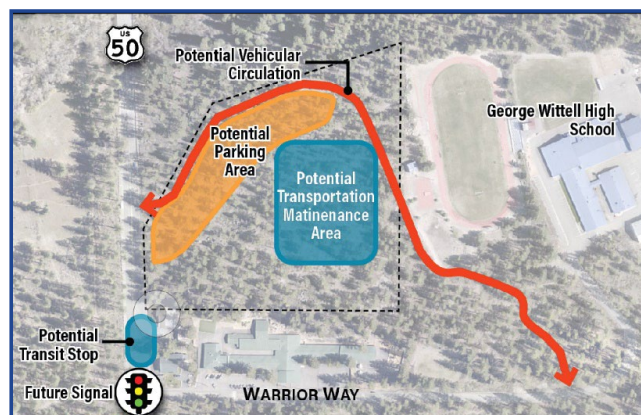 US
50
Potential Vehicular
Circulation
George Wittell High
School
Potential
Parking
Area
Potential
Transportation
Matinenance
Area
Potential
Transit Stop
Future Signal
WARRIOR WAY